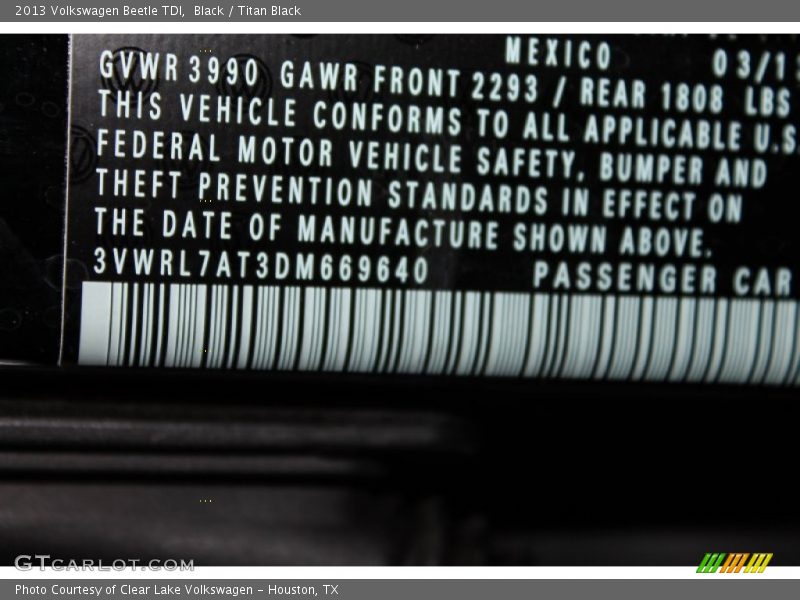 2013 Volkswagen Beetle TDI, Black / Titan Black
MEXICO 03/13
GVWR 3990 GAWR FRONT 2293 / REAR 1808 LBS
THIS VEHICLE CONFORMS TO ALL APPLICABLE U.S.
FEDERAL MOTOR VEHICLE SAFETY, BUMPER AND
THEFT PREVENTION STANDARDS IN EFFECT ON
THE DATE OF MANUFACTURE SHOWN ABOVE.
3VWRL7AT3DM669640 PASSENGER CAR
GTCARLOT.COM
Photo Courtesy of Clear Lake Volkswagen - Houston, TX